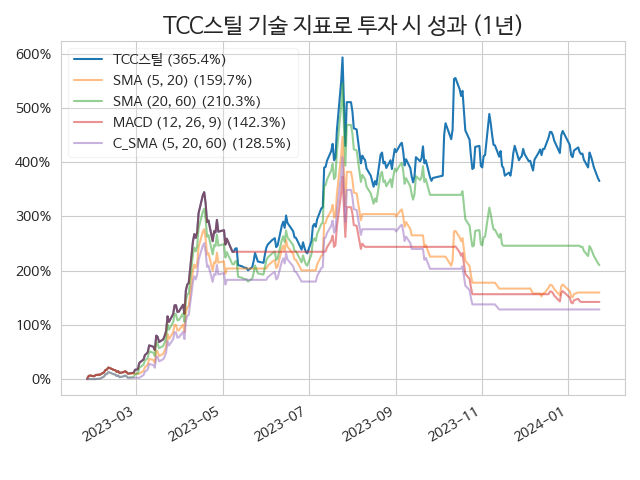 TCC스틸 기술 지표로 투자 시 성과 (1년)
600%
500%
400%
300%
200%
100%
0%
TCC스틸 (365.4%)
SMA (5, 20) (159.7%)
SMA (20, 60) (210.3%)
MACD (12, 26, 9) (142.3%)
C_SMA (5, 20, 60) (128.5%)
2023-03
2023-05
2023-07
2023-09
2023-11
2024-01